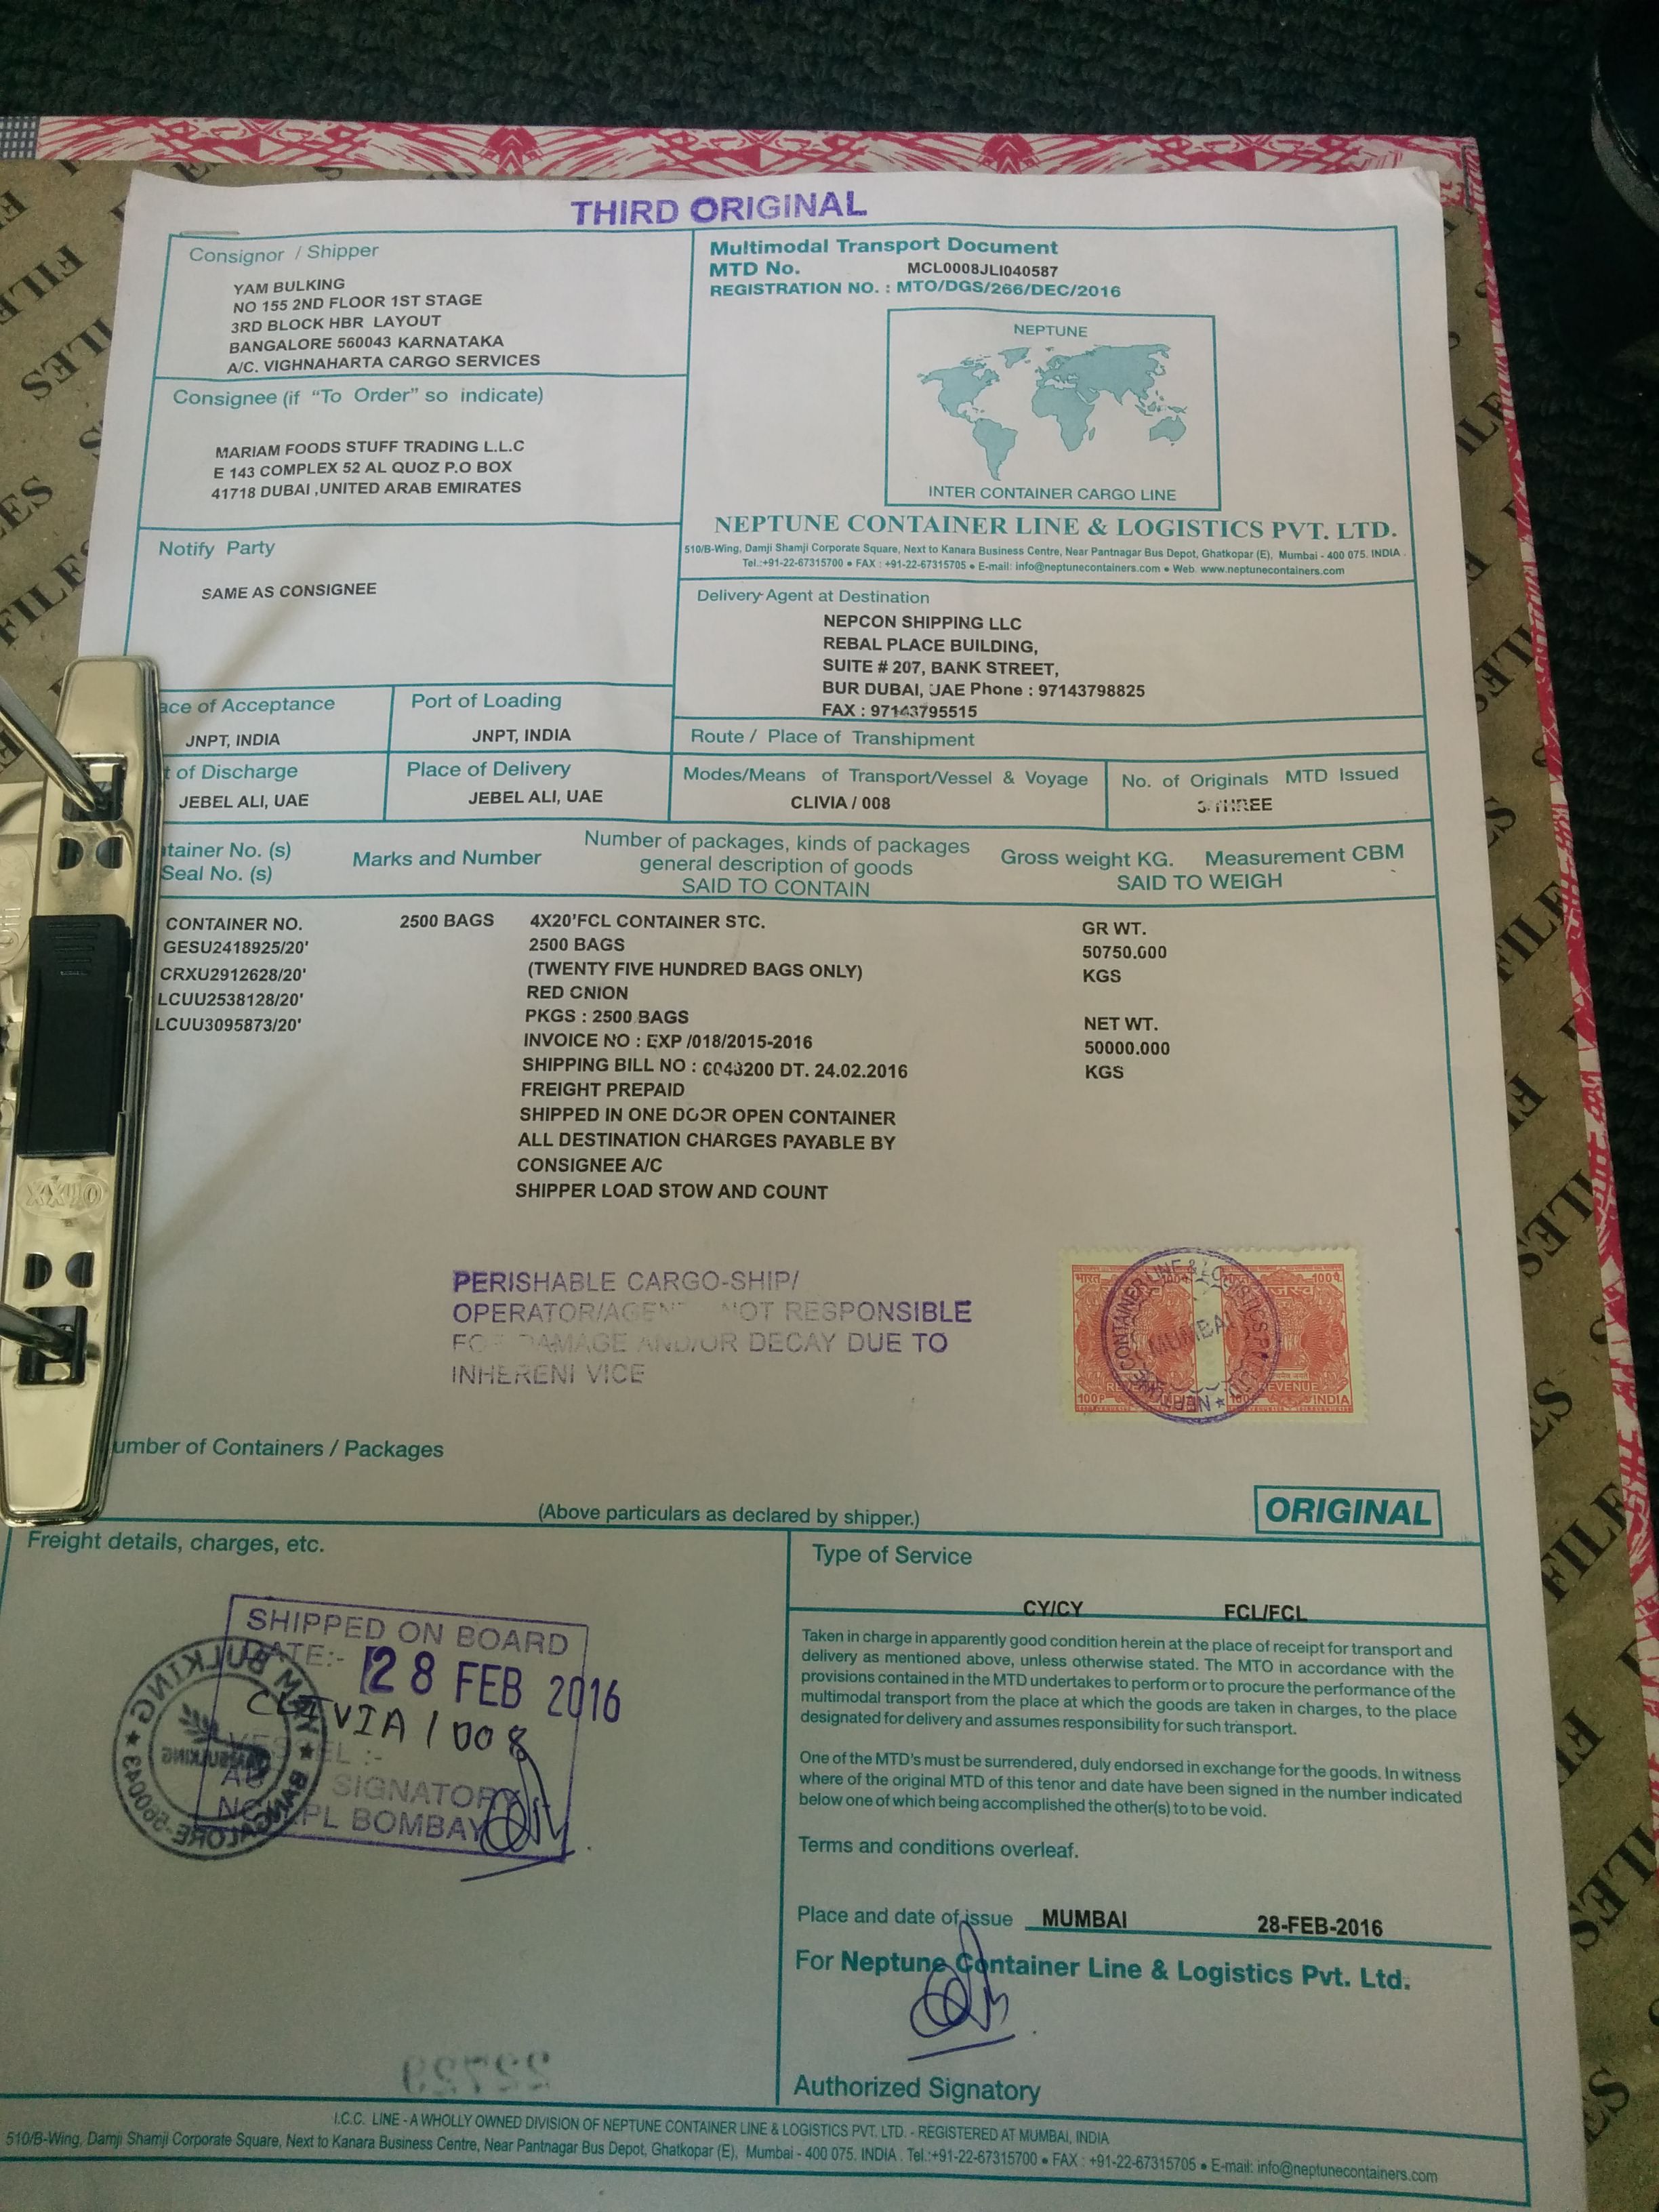 THIRD ORIGINAL
Consignor / Shipper
YAM BULKING
NO 155 2ND FLOOR 1ST STAGE
3RD BLOCK HBR LAYOUT
BANGALORE 560043 KARNATAKA
A/C. VIGHNAHARTA CARGO SERVICES
Multimodal Transport Document
MTD No. MCL0008JLI040587
REGISTRATION NO. : MTO/DGS/266/DEC/2016
NEPTUNE
INTER CONTAINER CARGO LINE
NEPTUNE CONTAINER LINE & LOGISTICS PVT. LTD.
510/B-Wing, Damji Shamji Corporate Square, Next to Kanara Business Centre, Near Pantnagar Bus Depot, Ghatkopar (E), Mumbai - 400 075. INDIA.
Tel.:+91-22-67315700 • FAX : +91-22-67315705 • E-mail: info@neptunecontainers.com • Web. www.neptunecontainers.com
Consignee (if "To Order" so indicate)
MARIAM FOODS STUFF TRADING L.L.C
E 143 COMPLEX 52 AL QUOZ P.O BOX
41718 DUBAI ,UNITED ARAB EMIRATES
Notify Party
SAME AS CONSIGNEE
Delivery Agent at Destination
NEPCON SHIPPING LLC
REBAL PLACE BUILDING,
SUITE # 207, BANK STREET,
BUR DUBAI, UAE Phone : 97143798825
FAX : 97143795515
ace of Acceptance
JNPT, INDIA
Port of Loading
JNPT, INDIA
Route / Place of Transhipment
t of Discharge
JEBEL ALI, UAE
Place of Delivery
JEBEL ALI, UAE
Modes/Means of Transport/Vessel & Voyage
CLIVIA / 008
No. of Originals MTD Issued
3 THREE
tainer No. (s)
Seal No. (s)
Marks and Number
Number of packages, kinds of packages
general description of goods
SAID TO CONTAIN
Gross weight KG. Measurement CBM
SAID TO WEIGH
CONTAINER NO.
GESU2418925/20'
CRXU2912628/20'
LCUU2538128/20'
LCUU3095873/20'
2500 BAGS
4X20'FCL CONTAINER STC.
2500 BAGS
(TWENTY FIVE HUNDRED BAGS ONLY)
RED CNION
PKGS : 2500 BAGS
INVOICE NO : EXP /018/2015-2016
SHIPPING BILL NO : 6043200 DT. 24.02.2016
FREIGHT PREPAID
SHIPPED IN ONE DOOR OPEN CONTAINER
ALL DESTINATION CHARGES PAYABLE BY
CONSIGNEE A/C
SHIPPER LOAD STOW AND COUNT
GR WT.
50750.000
KGS
NET WT.
50000.000
KGS
PERISHABLE CARGO-SHIP/
OPERATOR/AGENT NOT RESPONSIBLE
FOR DAMAGE AND/OR DECAY DUE TO
INHERENI VICE
MUMBAI
100P
REVENUE INDIA
umber of Containers / Packages
(Above particulars as declared by shipper.)
ORIGINAL
Freight details, charges, etc.
SHIPPED ON BOARD
DATE:- 28 FEB 2016
CLIVIA / 008
VESSEL :-
SIGNATORY
BOMBAY
YAM BULKING
BANGALORE-560043
Type of Service
CY/CY FCL/FCL
Taken in charge in apparently good condition herein at the place of receipt for transport and
delivery as mentioned above, unless otherwise stated. The MTO in accordance with the
provisions contained in the MTD undertakes to perform or to procure the performance of the
multimodal transport from the place at which the goods are taken in charges, to the place
designated for delivery and assumes responsibility for such transport.
One of the MTD's must be surrendered, duly endorsed in exchange for the goods. In witness
where of the original MTD of this tenor and date have been signed in the number indicated
below one of which being accomplished the other(s) to to be void.
Terms and conditions overleaf.
Place and date of issue MUMBAI 28-FEB-2016
For Neptune Container Line & Logistics Pvt. Ltd.
Authorized Signatory
22729
I.C.C. LINE - A WHOLLY OWNED DIVISION OF NEPTUNE CONTAINER LINE & LOGISTICS PVT. LTD. - REGISTERED AT MUMBAI, INDIA
510/B-Wing, Damji Shamji Corporate Square, Next to Kanara Business Centre, Near Pantnagar Bus Depot, Ghatkopar (E), Mumbai - 400 075. INDIA . Tel.:+91-22-67315700 • FAX : +91-22-67315705 • E-mail: info@neptunecontainers.com